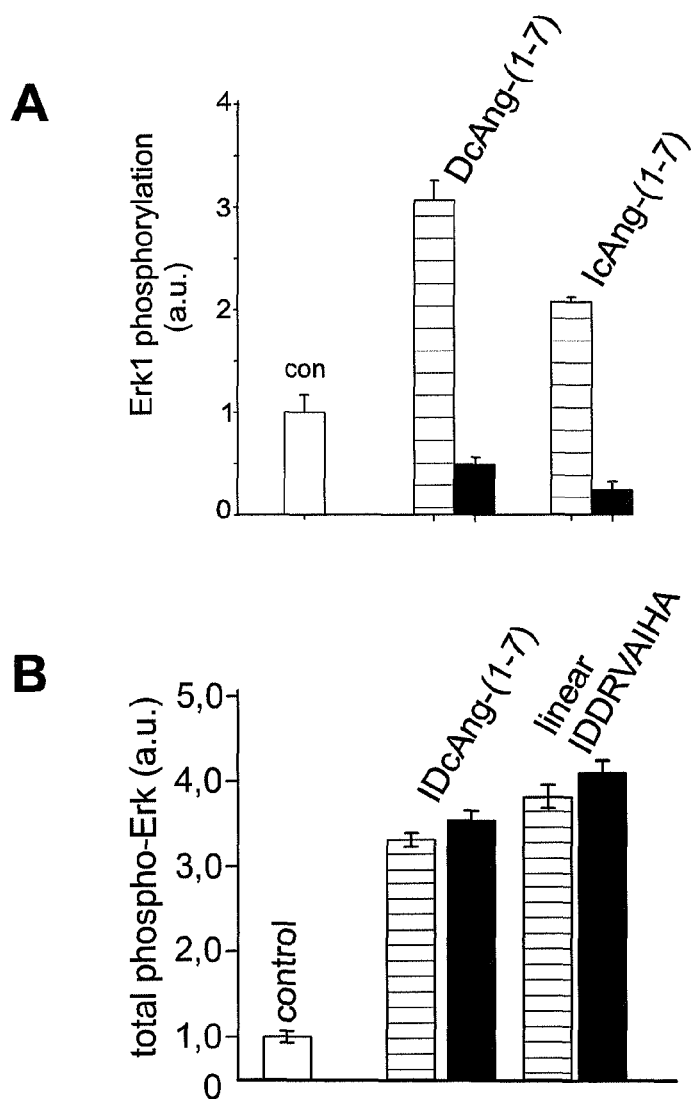 A
Erk1 phosphorylation
(a.u.)
4
3
2
1
0
con
DcAng-(1-7)
IcAng-(1-7)
B
total phospho-Erk (a.u.)
5,0
4,0
3,0
2,0
1,0
0
control
IDcAng-(1-7)
linear
IDDRVAIHA